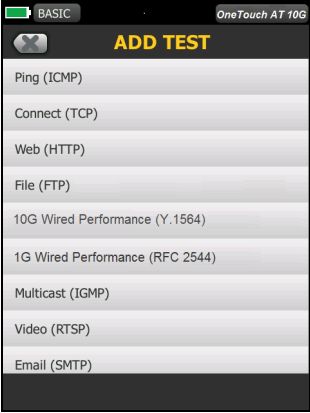 BASIC
OneTouch AT 10G
ADD TEST
Ping (ICMP)
Connect (TCP)
Web (HTTP)
File (FTP)
10G Wired Performance (Y.1564)
1G Wired Performance (RFC 2544)
Multicast (IGMP)
Video (RTSP)
Email (SMTP)